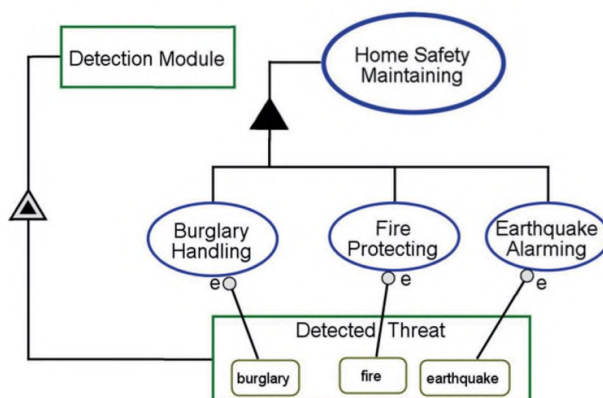 Detection Module
Home Safety
Maintaining
Burglary
Handling
Fire
Protecting
Earthquake
Alarming
e
e
e
Detected Threat
burglary
fire
earthquake